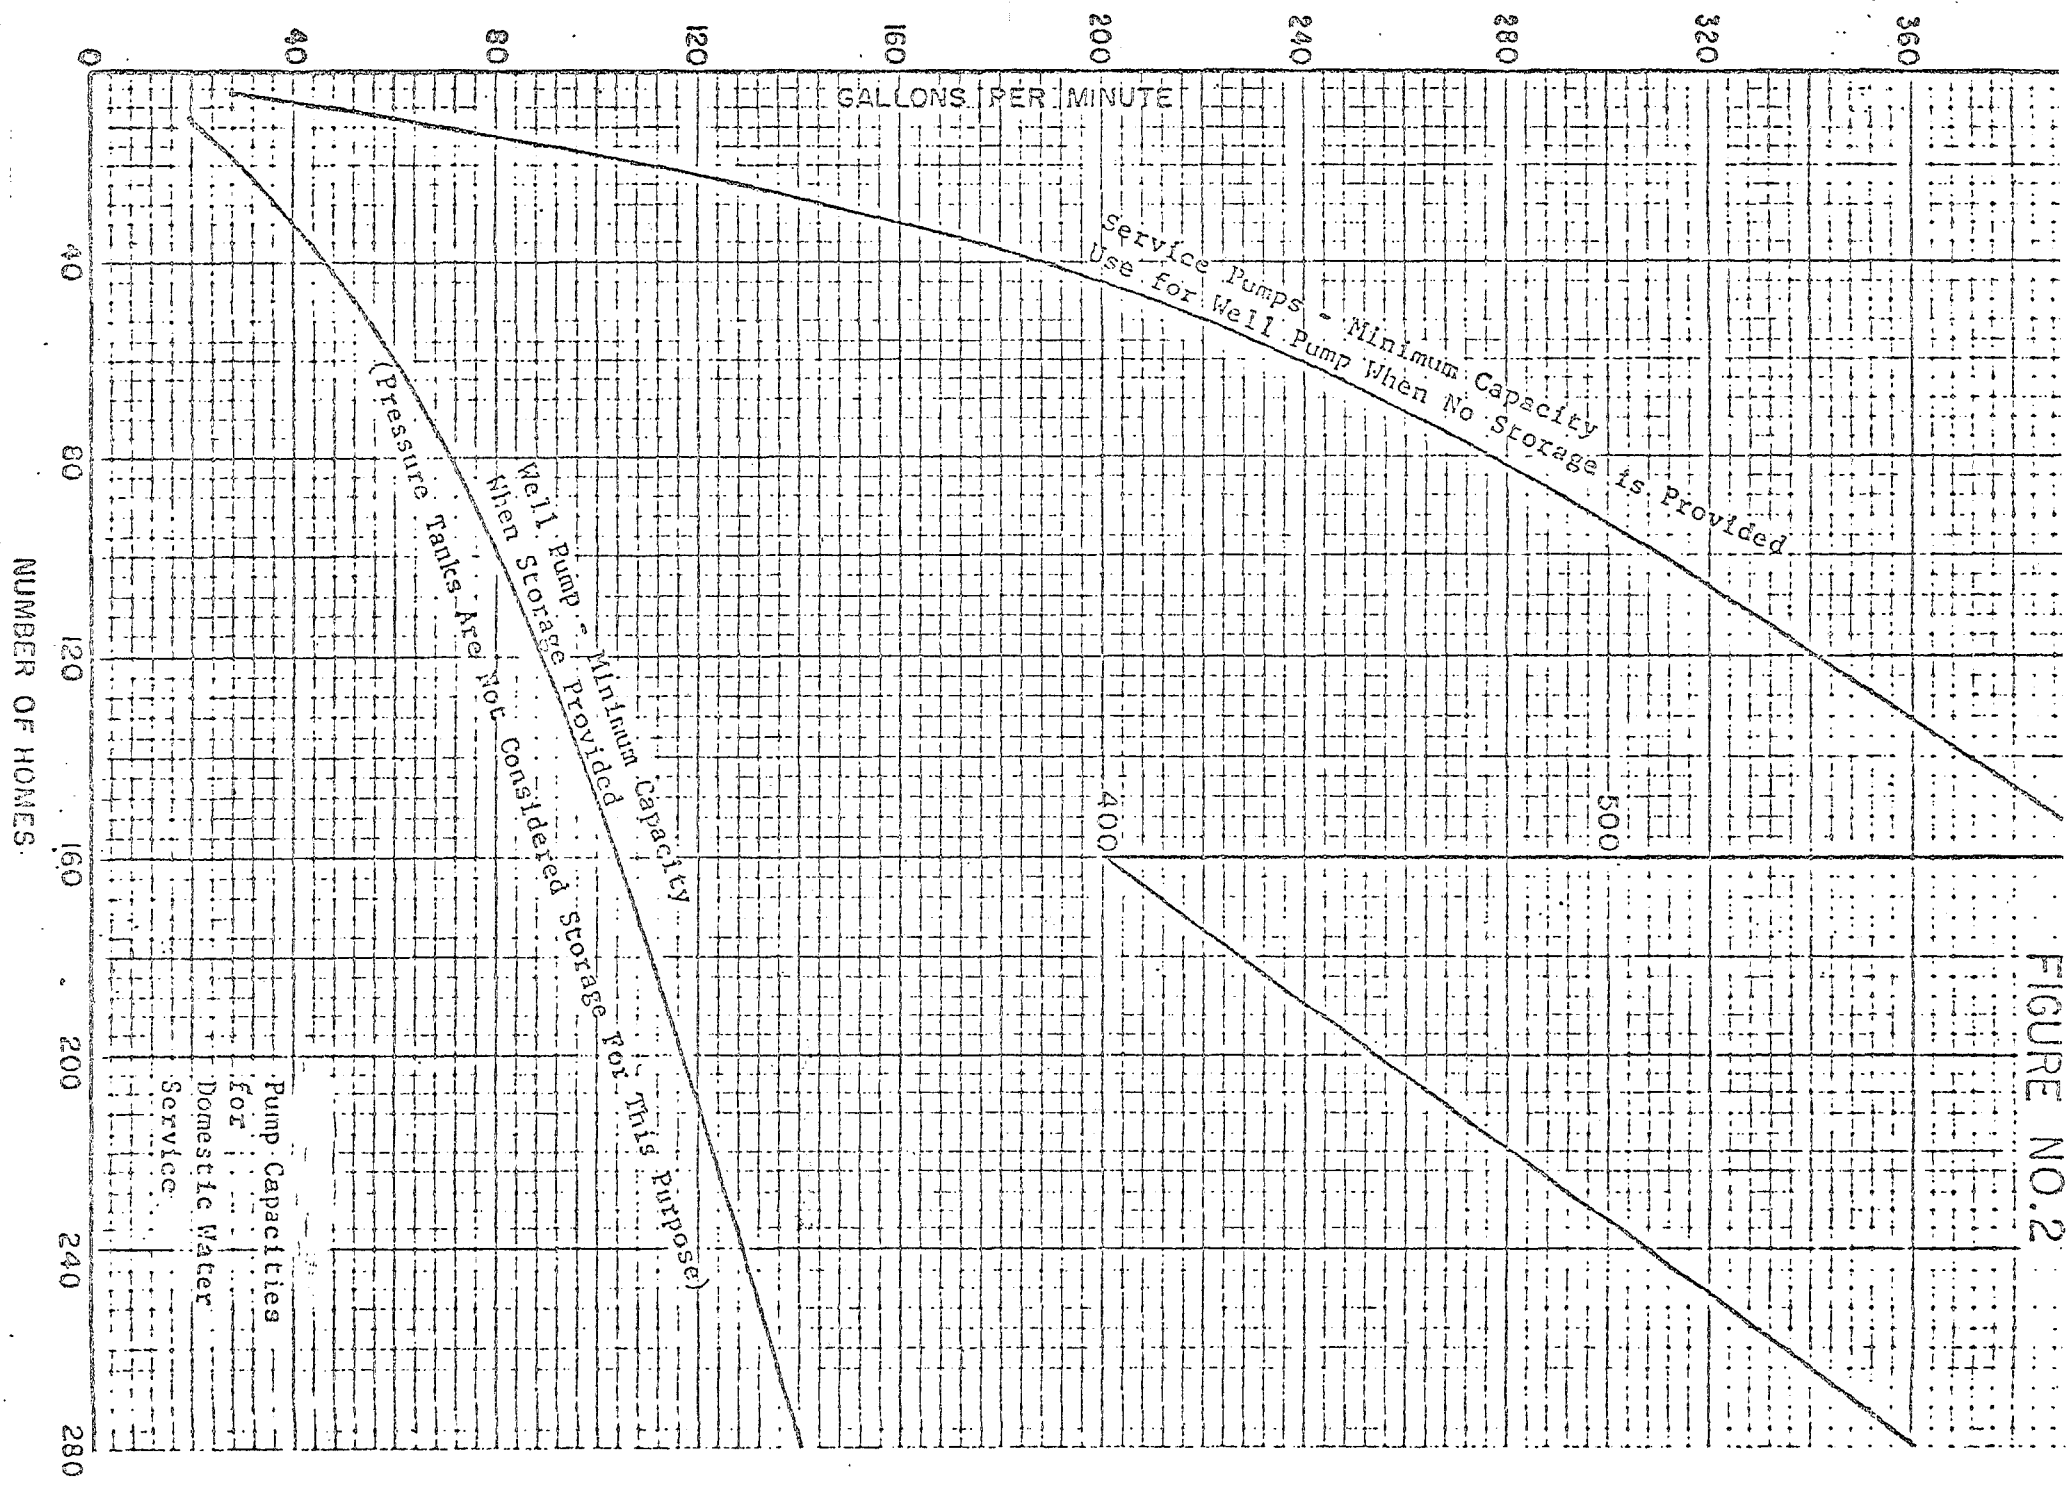 FIGURE NO.2
GALLONS PER MINUTE
360
320
280
240
200
160
120
80
40
0
Service Pumps - Minimum Capacity
Use for Well Pump When No Storage is Provided
500
400
Well Pump - Minimum Capacity
When Storage Provided
(Pressure Tanks Are Not Considered Storage For This Purpose)
Pump Capacities
for
Domestic Water
Service
40
80
120
160
200
240
280
NUMBER OF HOMES